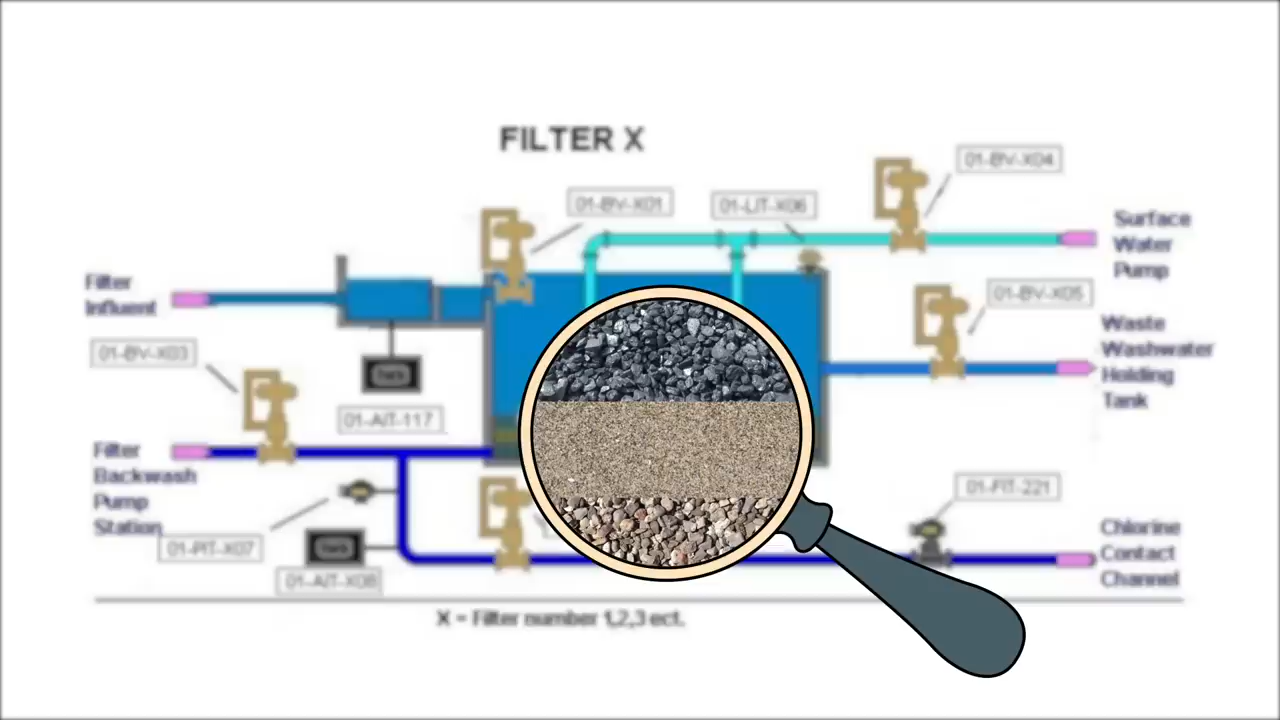 FILTER X
01-BV-X04
01-BV-X01
01-LIT-X06
Surface
Water
Pump
Filter
Influent
01-BV-X05
Waste
Washwater
Holding
Tank
01-BV-X03
01-AIT-117
Filter
Backwash
Pump
Station
01-FIT-221
Chlorine
Contact
Channel
01-PIT-X07
01-AIT-X08
X = Filter number 1,2,3 ect.